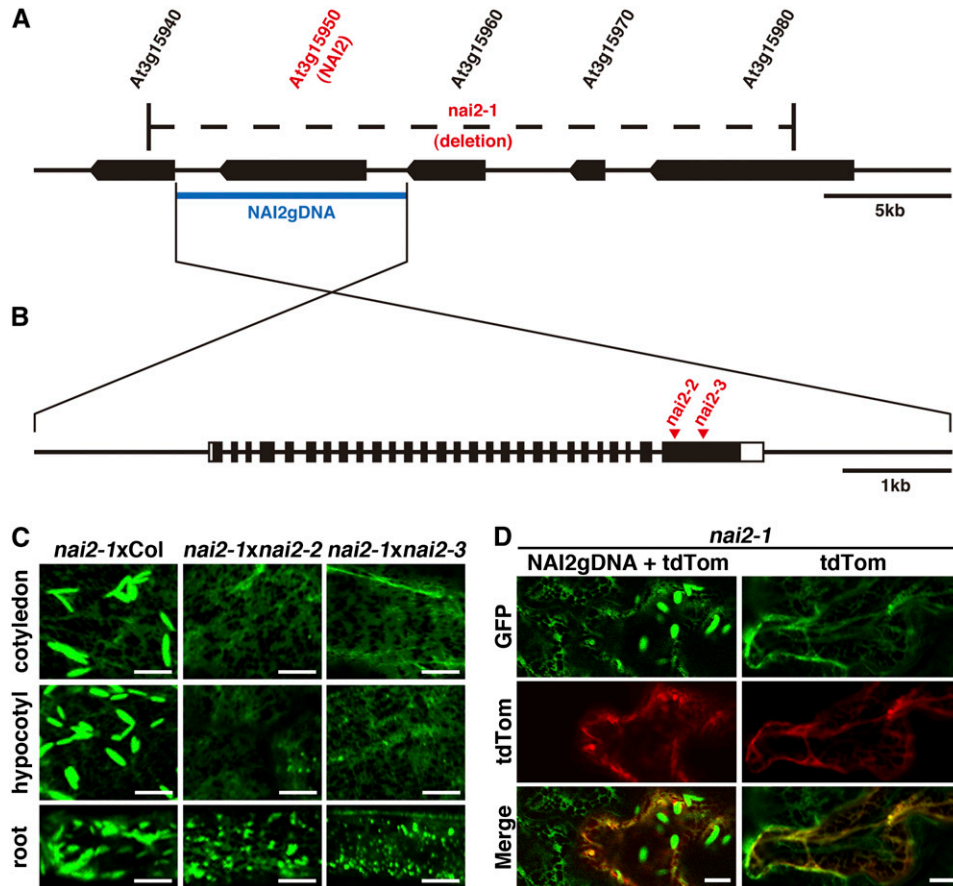 A
At3g15940
At3g15950
(NAI2)
At3g15960
At3g15970
At3g15980
nai2-1
(deletion)
NAI2gDNA
5kb
B
nai2-2
nai2-3
1kb
C
nai2-1xCol
nai2-1xnai2-2
nai2-1xnai2-3
cotyledon
hypocotyl
root
D
nai2-1
NAI2gDNA + tdTom
tdTom
GFP
tdTom
Merge